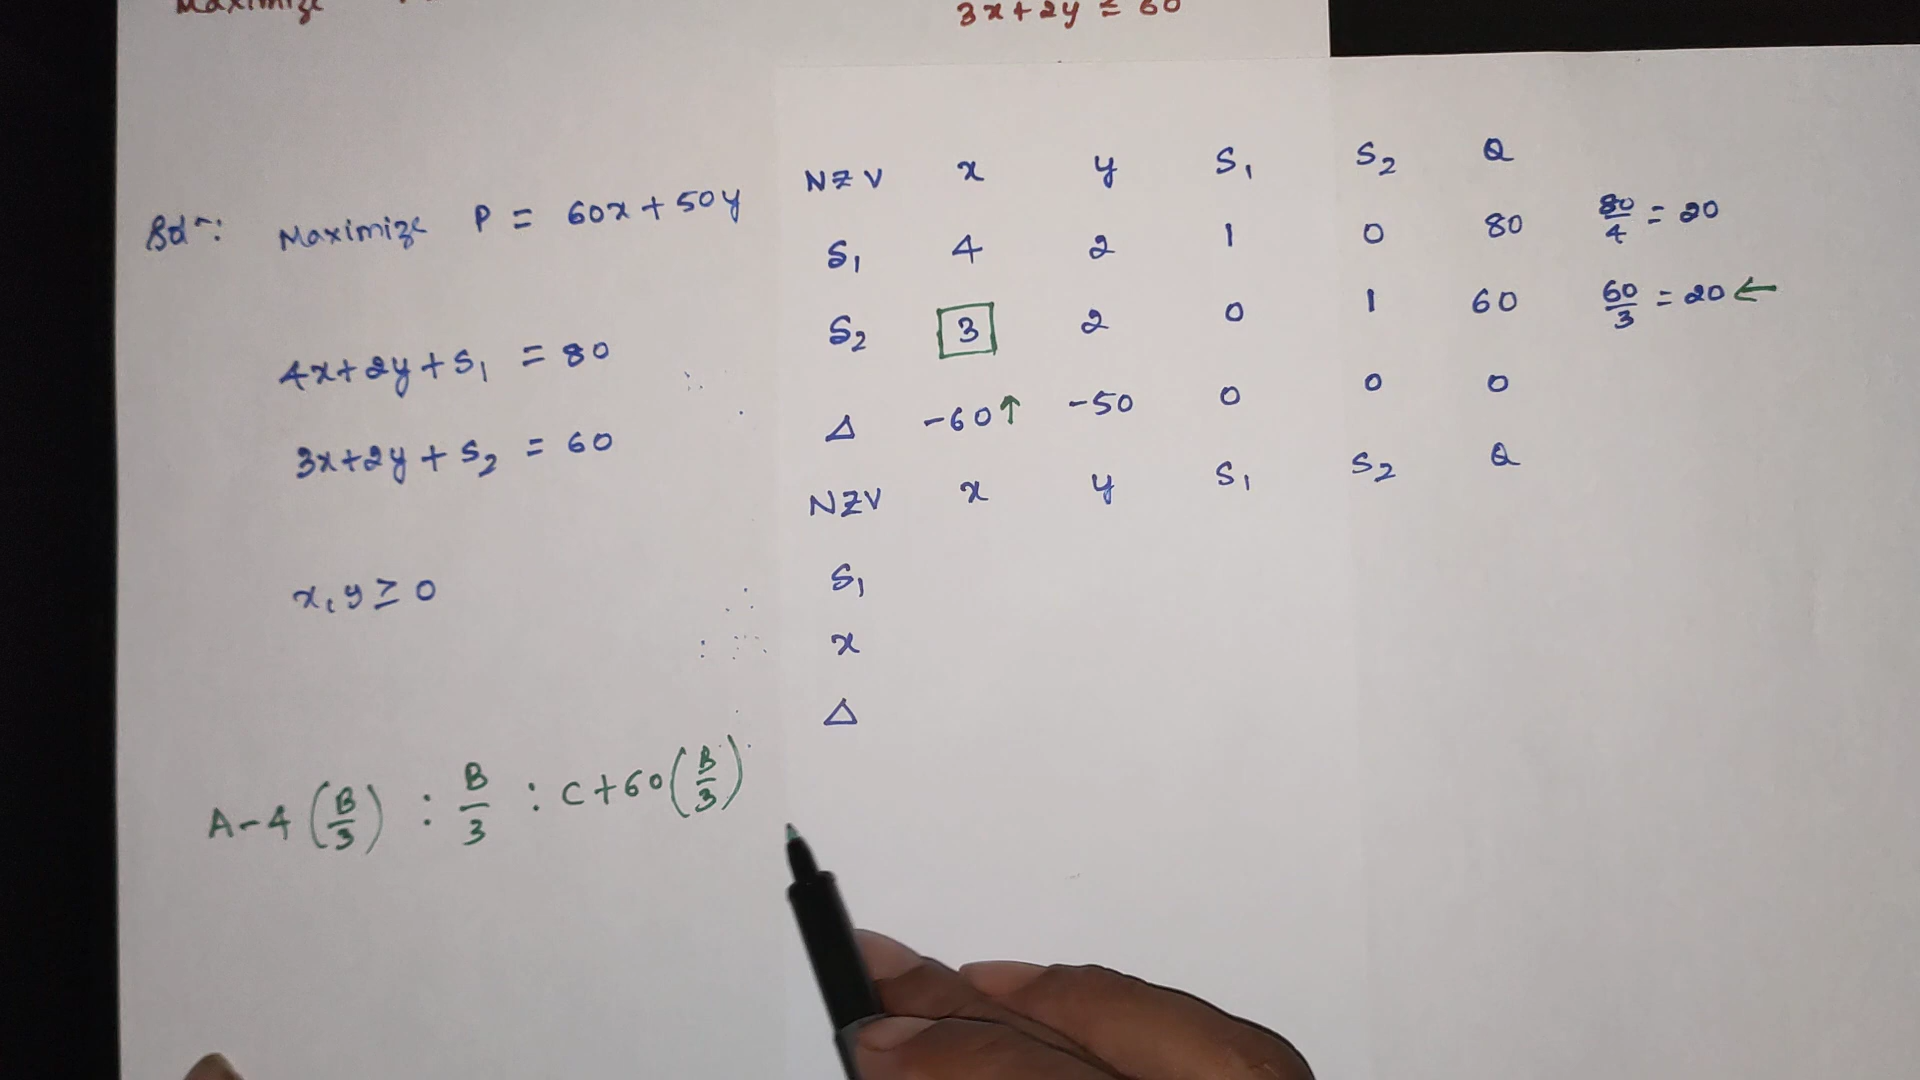 Maximize
3x+2y ≤ 60
Sol~: Maximize P = 60x+50y
4x+2y+S1 = 80
3x+2y+S2 = 60
x,y ≥ 0
A-4(B/3) : B/3 : C+60(B/3)
NZV x y S1 S2 Q
S1 4 2 1 0 80 80/4 = 20
S2 3 2 0 1 60 60/3 = 20 ←
Δ -60↑ -50 0 0 0
NZV x y S1 S2 Q
S1
x
Δ